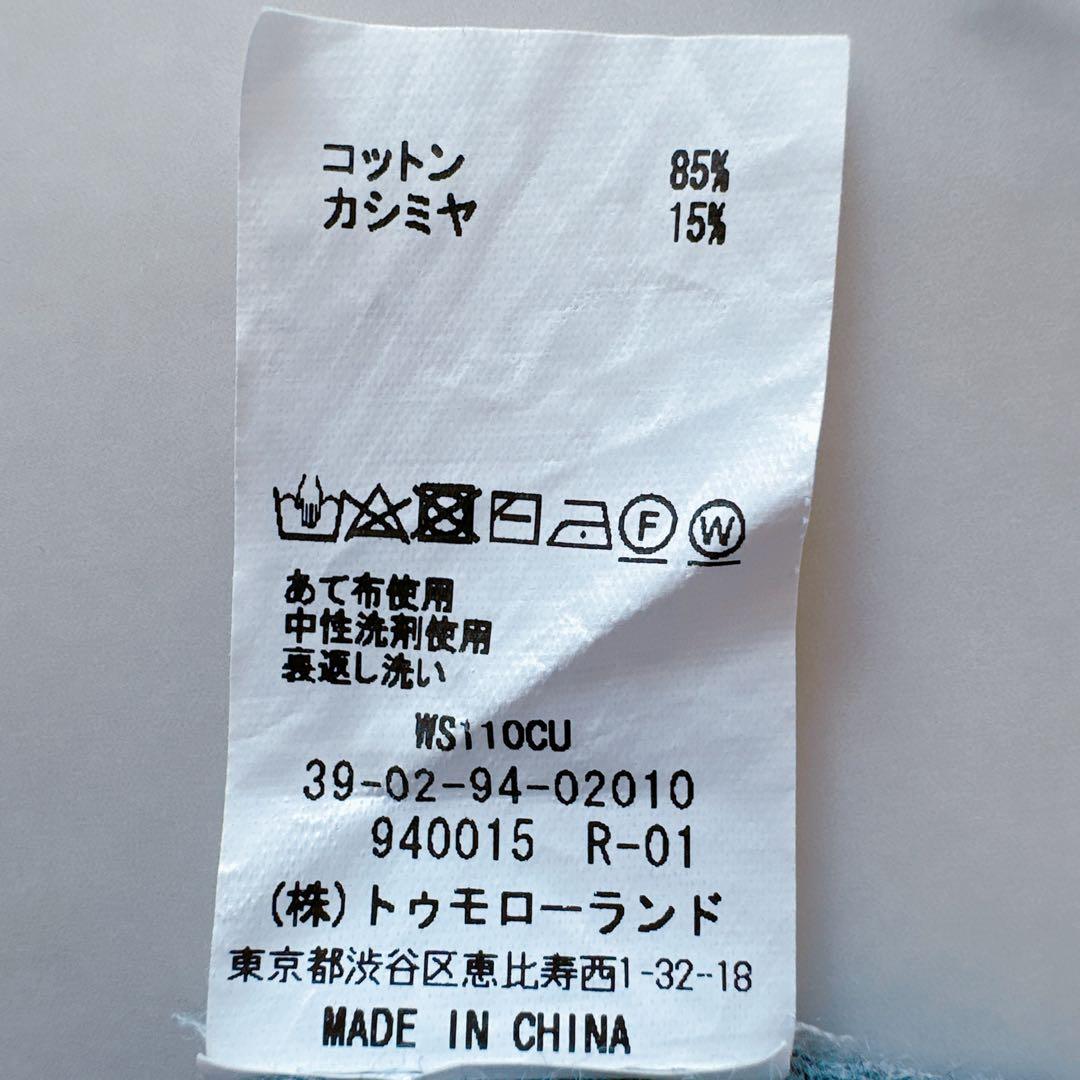 コットン 85%
カシミヤ 15%
F W
あて布使用
中性洗剤使用
裏返し洗い
WS110CU
39-02-94-02010
940015 R-01
(株)トゥモローランド
東京都渋谷区恵比寿西1-32-18
MADE IN CHINA